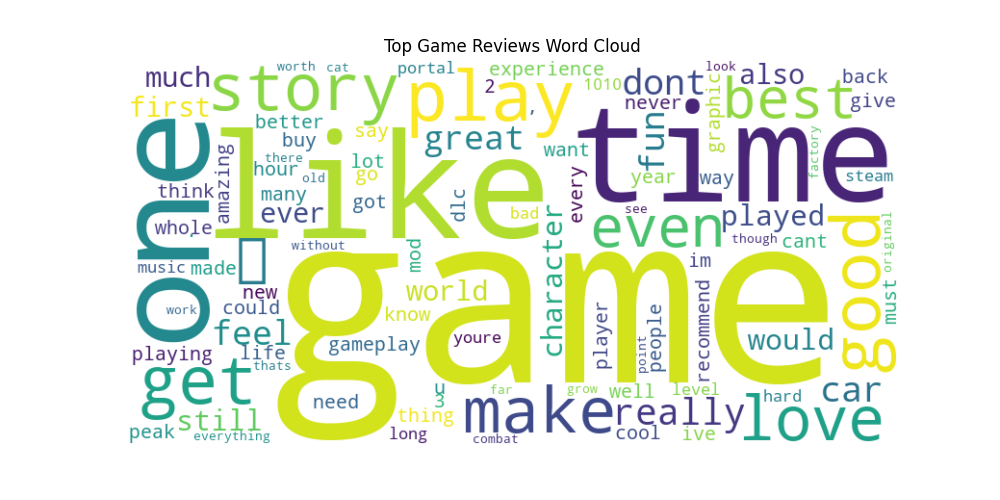 Top Game Reviews Word Cloud
worth cat portal experience look
much story play 2 dont also back
first , 1010 never best give
better say great graphic
buy fun
one like time
there lot want factory
hour go year way steam
think old every
amazing many got dlc bad see
ever even played
whole character
without though cant good original
music made mod im
new world
work could know game must
feel player people recommend would
gameplay youre
playing life point
thats
get far grow well level hard car
need u
3 make really love
still thing
peak everything long combat cool ive